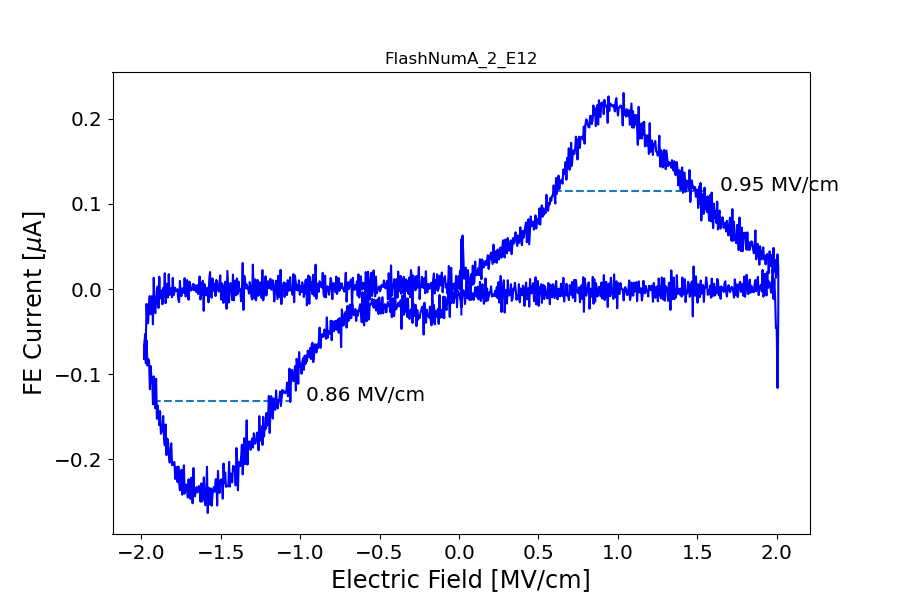 FlashNumA_2_E12
FE Current [μA]
0.2
0.1
0.0
−0.1
−0.2
0.95 MV/cm
0.86 MV/cm
−2.0 −1.5 −1.0 −0.5 0.0 0.5 1.0 1.5 2.0
Electric Field [MV/cm]